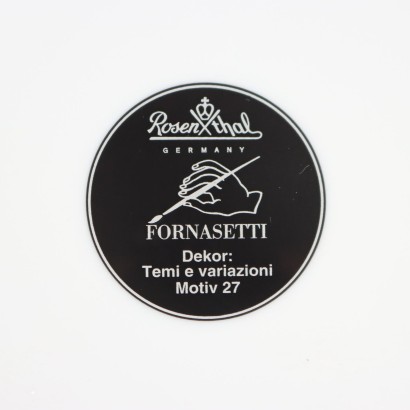 Rosenthal
GERMANY
FORNASETTI
Dekor:
Temi e variazioni
Motiv 27